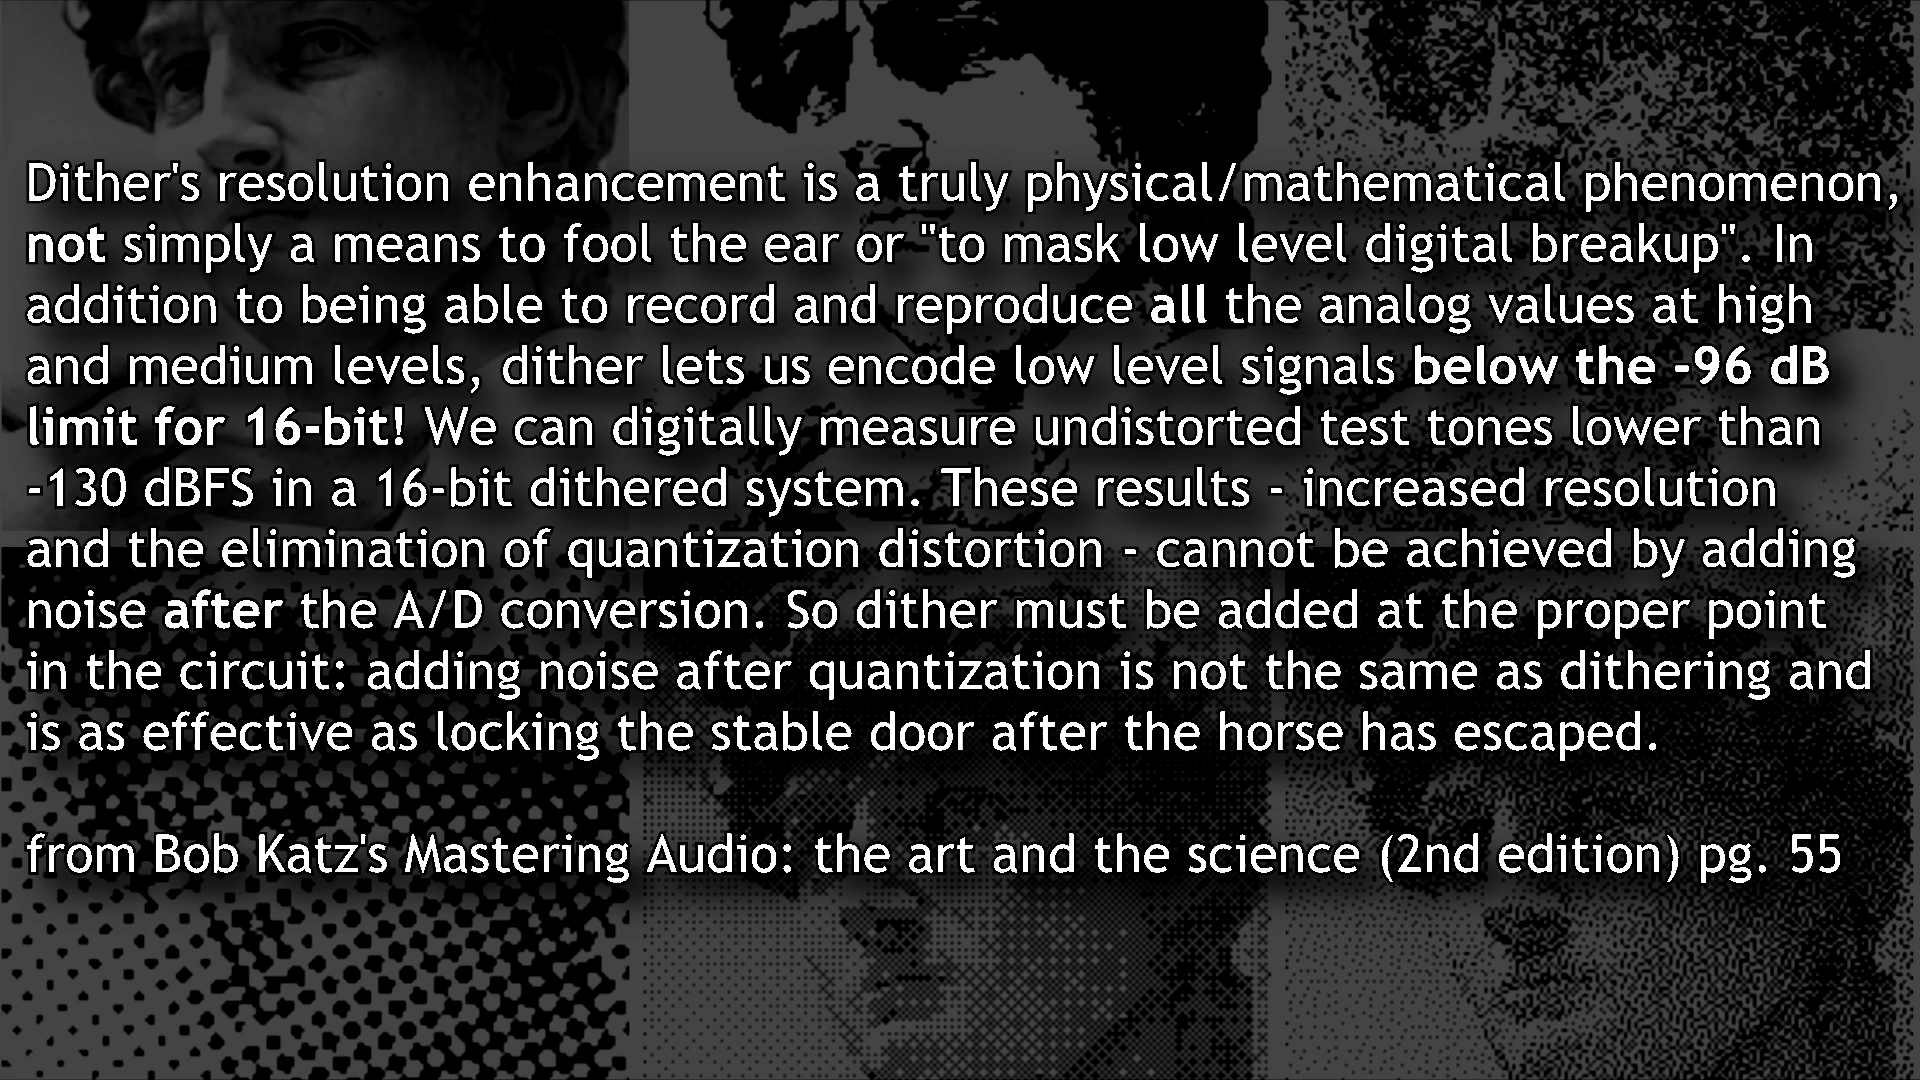 Dither's resolution enhancement is a truly physical/mathematical phenomenon,
not simply a means to fool the ear or "to mask low level digital breakup". In
addition to being able to record and reproduce all the analog values at high
and medium levels, dither lets us encode low level signals below the -96 dB
limit for 16-bit! We can digitally measure undistorted test tones lower than
-130 dBFS in a 16-bit dithered system. These results - increased resolution
and the elimination of quantization distortion - cannot be achieved by adding
noise after the A/D conversion. So dither must be added at the proper point
in the circuit: adding noise after quantization is not the same as dithering and
is as effective as locking the stable door after the horse has escaped.
from Bob Katz's Mastering Audio: the art and the science (2nd edition) pg. 55